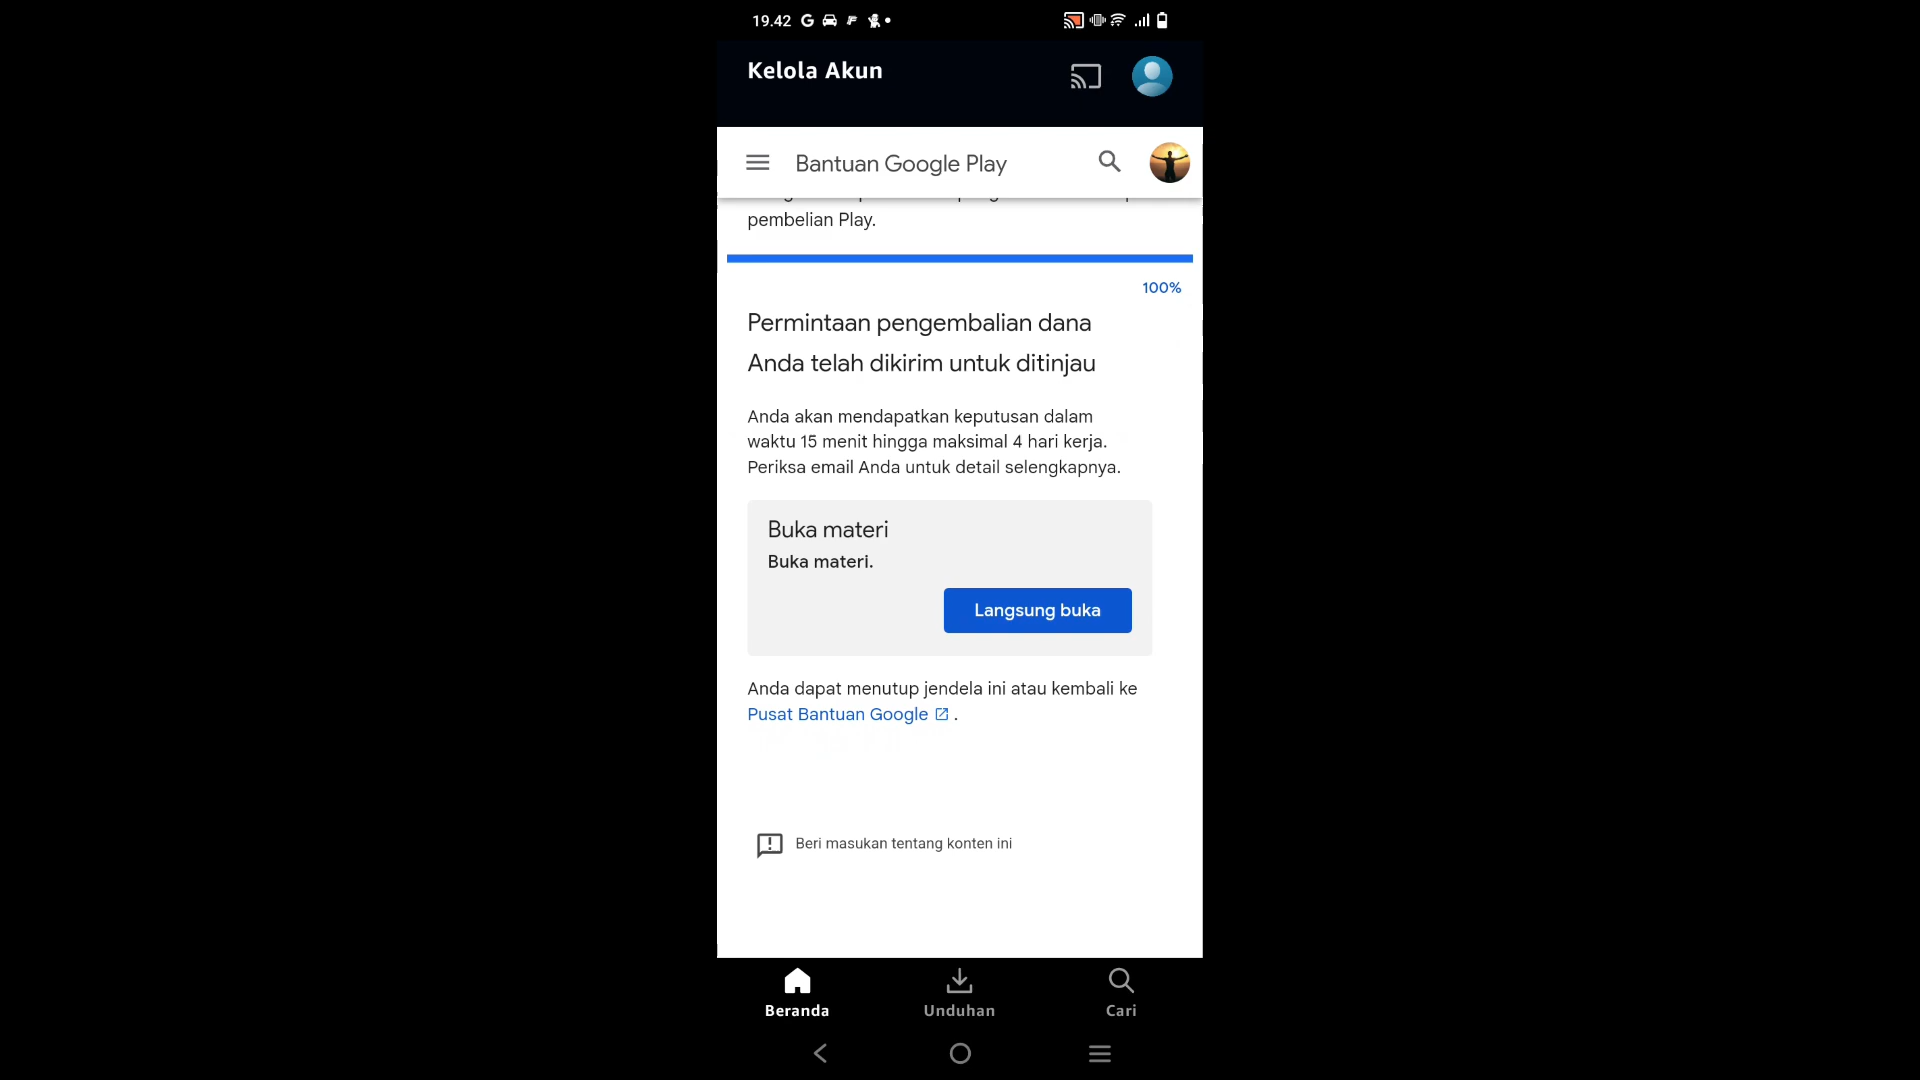 19.42
Kelola Akun
Bantuan Google Play
pembelian Play.
100%
Permintaan pengembalian dana
Anda telah dikirim untuk ditinjau
Anda akan mendapatkan keputusan dalam
waktu 15 menit hingga maksimal 4 hari kerja.
Periksa email Anda untuk detail selengkapnya.
Buka materi
Buka materi.
Langsung buka
Anda dapat menutup jendela ini atau kembali ke
Pusat Bantuan Google .
Beri masukan tentang konten ini
Beranda
Unduhan
Cari